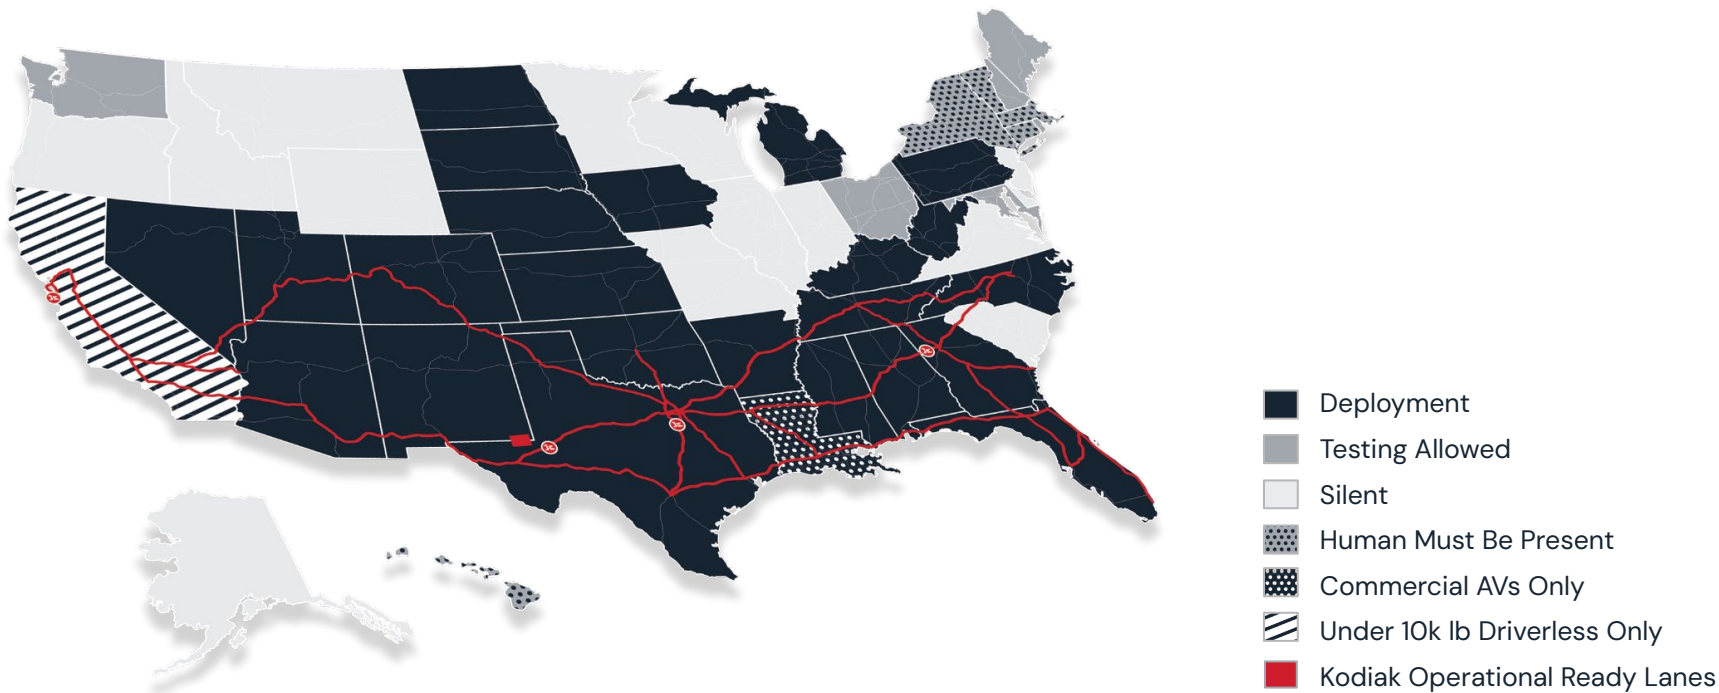 Deployment
Testing Allowed
Silent
Human Must Be Present
Commercial AVs Only
Under 10k lb Driverless Only
Kodiak Operational Ready Lanes